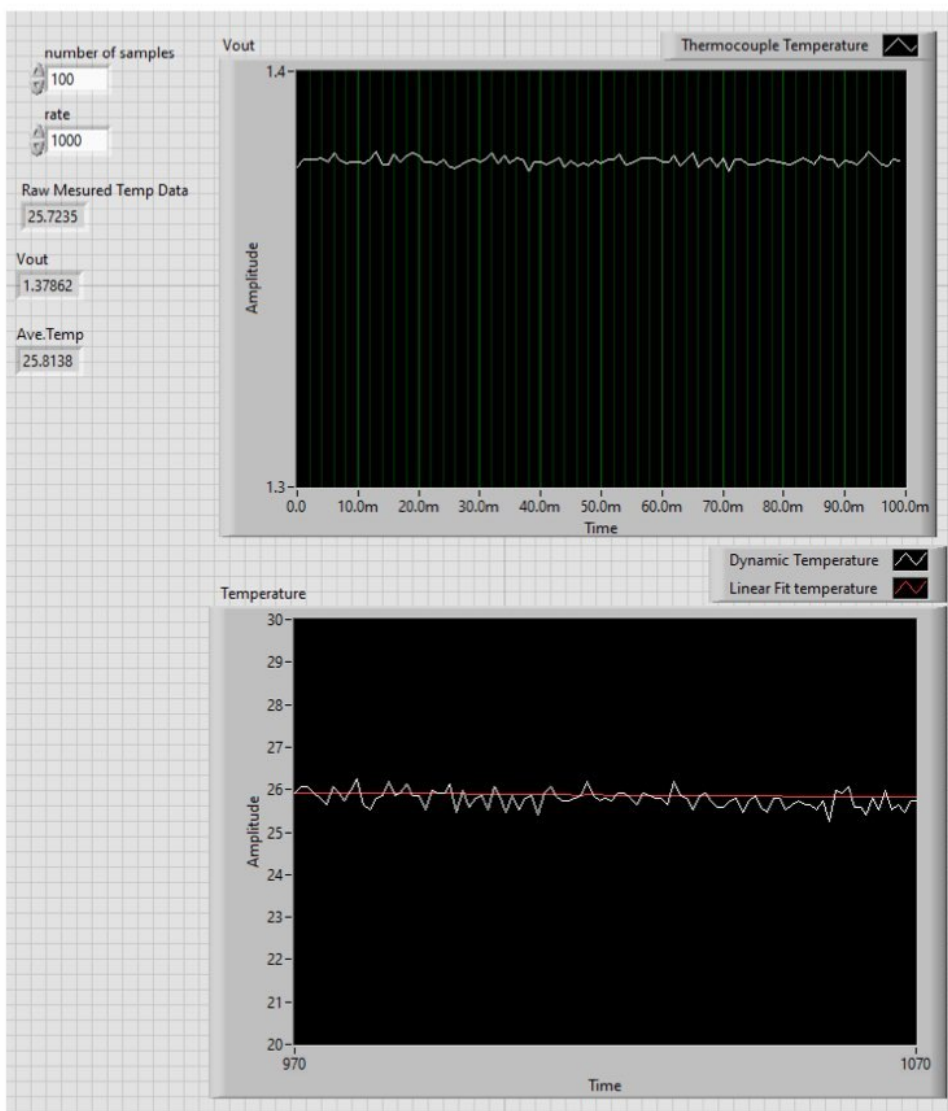 number of samples
100
rate
1000
Raw Mesured Temp Data
25.7235
Vout
1.37862
Ave.Temp
25.8138
Vout
Thermocouple Temperature
1.4
1.3
Amplitude
0.0 10.0m 20.0m 30.0m 40.0m 50.0m 60.0m 70.0m 80.0m 90.0m 100.0m
Time
Dynamic Temperature
Linear Fit temperature
Temperature
30
29
28
27
26
25
24
23
22
21
20
Amplitude
970 1070
Time